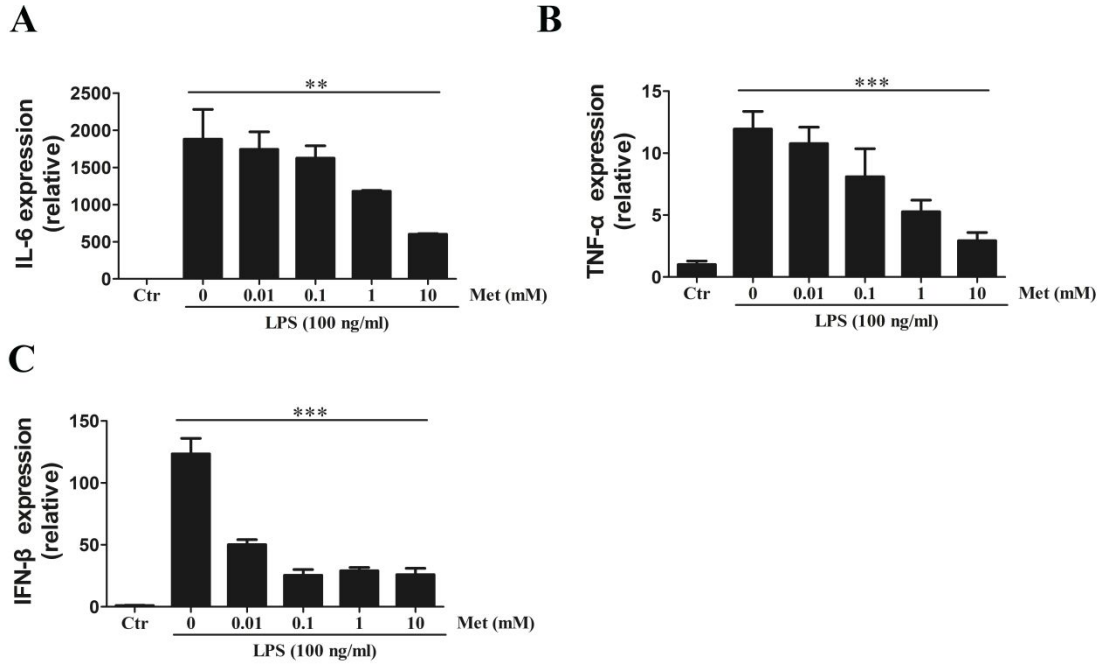 A
IL-6 expression
(relative)
2500
2000
1500
1000
500
0
**
Ctr 0 0.01 0.1 1 10 Met (mM)
LPS (100 ng/ml)
B
TNF-α expression
(relative)
15
10
5
0
***
Ctr 0 0.01 0.1 1 10 Met (mM)
LPS (100 ng/ml)
C
IFN-β expression
(relative)
150
100
50
0
***
Ctr 0 0.01 0.1 1 10 Met (mM)
LPS (100 ng/ml)